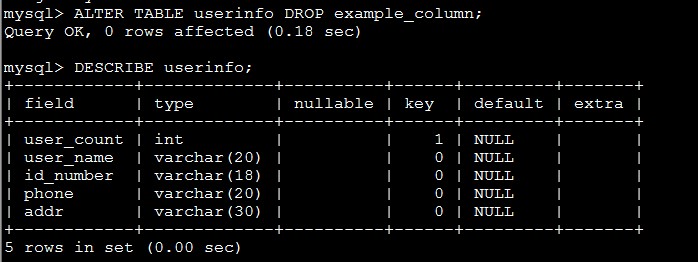 mysql> ALTER TABLE userinfo DROP example_column;
Query OK, 0 rows affected (0.18 sec)
mysql> DESCRIBE userinfo;
+------------+-------------+----------+------+---------+-------+
| field      | type        | nullable | key  | default | extra |
+------------+-------------+----------+------+---------+-------+
| user_count | int         |          |    1 | NULL    |       |
| user_name  | varchar(20) |          |    0 | NULL    |       |
| id_number  | varchar(18) |          |    0 | NULL    |       |
| phone      | varchar(20) |          |    0 | NULL    |       |
| addr       | varchar(30) |          |    0 | NULL    |       |
+------------+-------------+----------+------+---------+-------+
5 rows in set (0.00 sec)